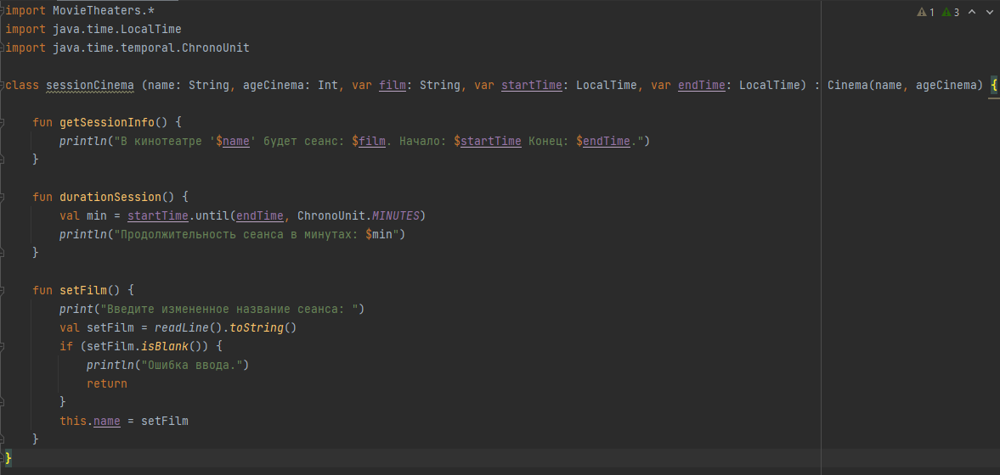 import MovieTheaters.*
1 3
import java.time.LocalTime
import java.time.temporal.ChronoUnit
class sessionCinema (name: String, ageCinema: Int, var film: String, var startTime: LocalTime, var endTime: LocalTime) : Cinema(name, ageCinema) {
fun getSessionInfo() {
println("В кинотеатре '$name' будет сеанс: $film. Начало: $startTime Конец: $endTime.")
}
fun durationSession() {
val min = startTime.until(endTime, ChronoUnit.MINUTES)
println("Продолжительность сеанса в минутах: $min")
}
fun setFilm() {
print("Введите измененное название сеанса: ")
val setFilm = readLine().toString()
if (setFilm.isBlank()) {
println("Ошибка ввода.")
return
}
this.name = setFilm
}
}